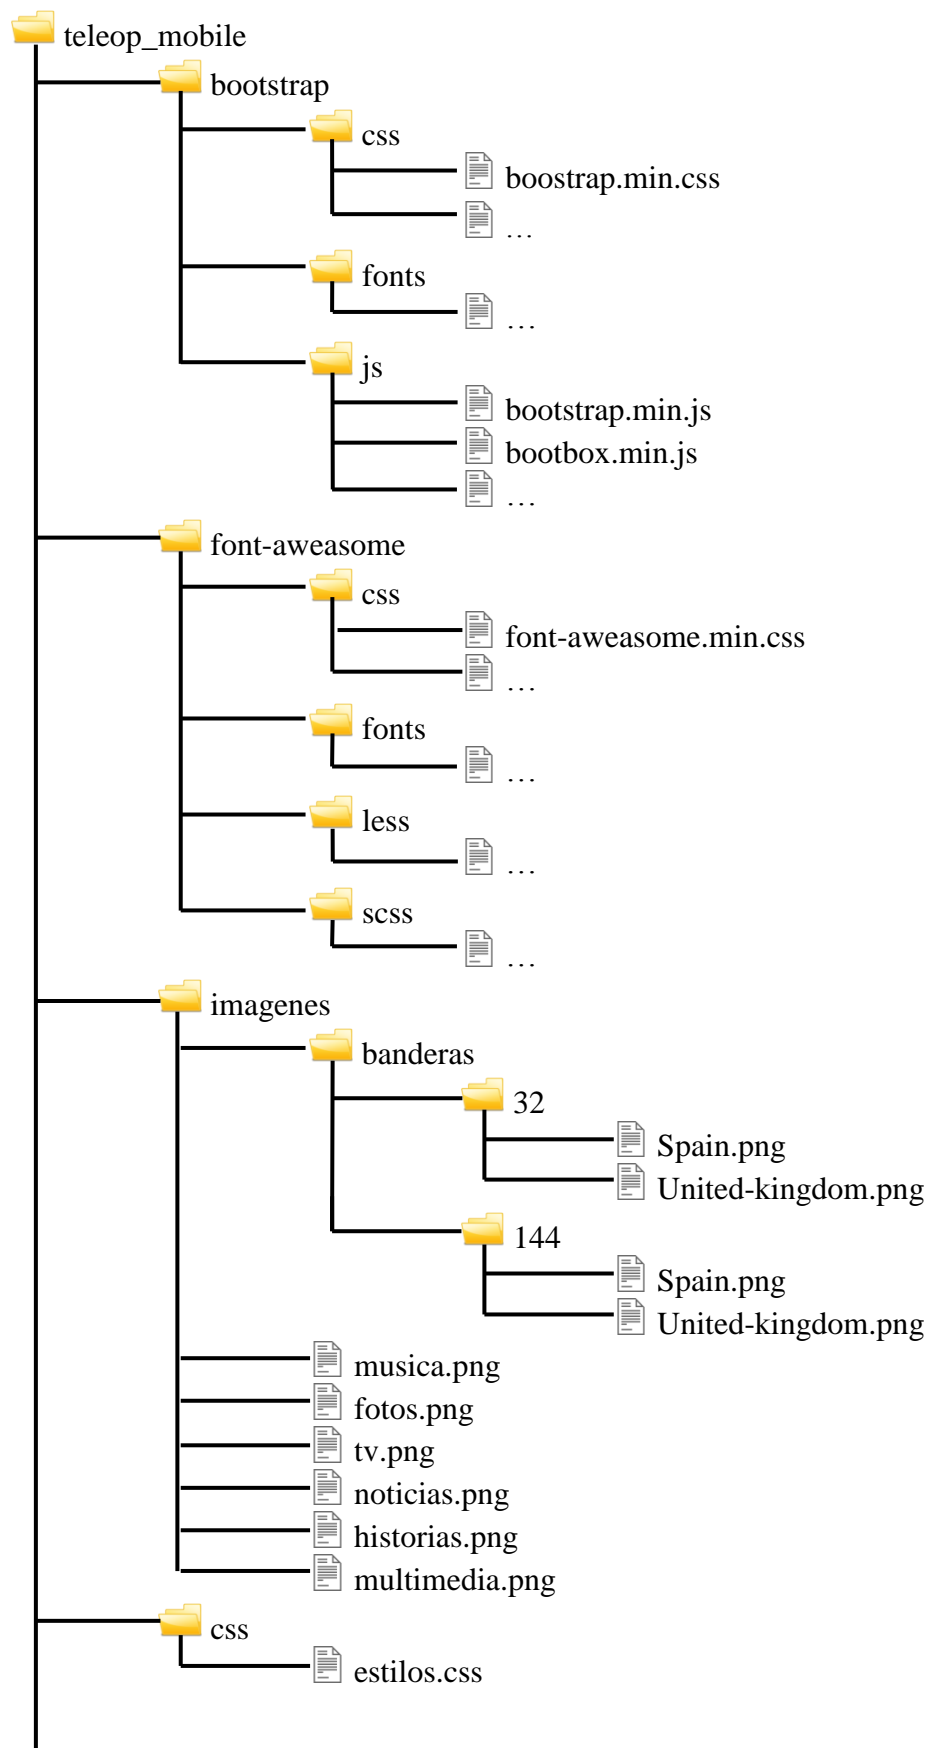 teleop_mobile
bootstrap
css
boostrap.min.css
…
fonts
…
js
bootstrap.min.js
bootbox.min.js
…
font-aweasome
css
font-aweasome.min.css
…
fonts
…
less
…
scss
…
imagenes
banderas
32
Spain.png
United-kingdom.png
144
Spain.png
United-kingdom.png
musica.png
fotos.png
tv.png
noticias.png
historias.png
multimedia.png
css
estilos.css